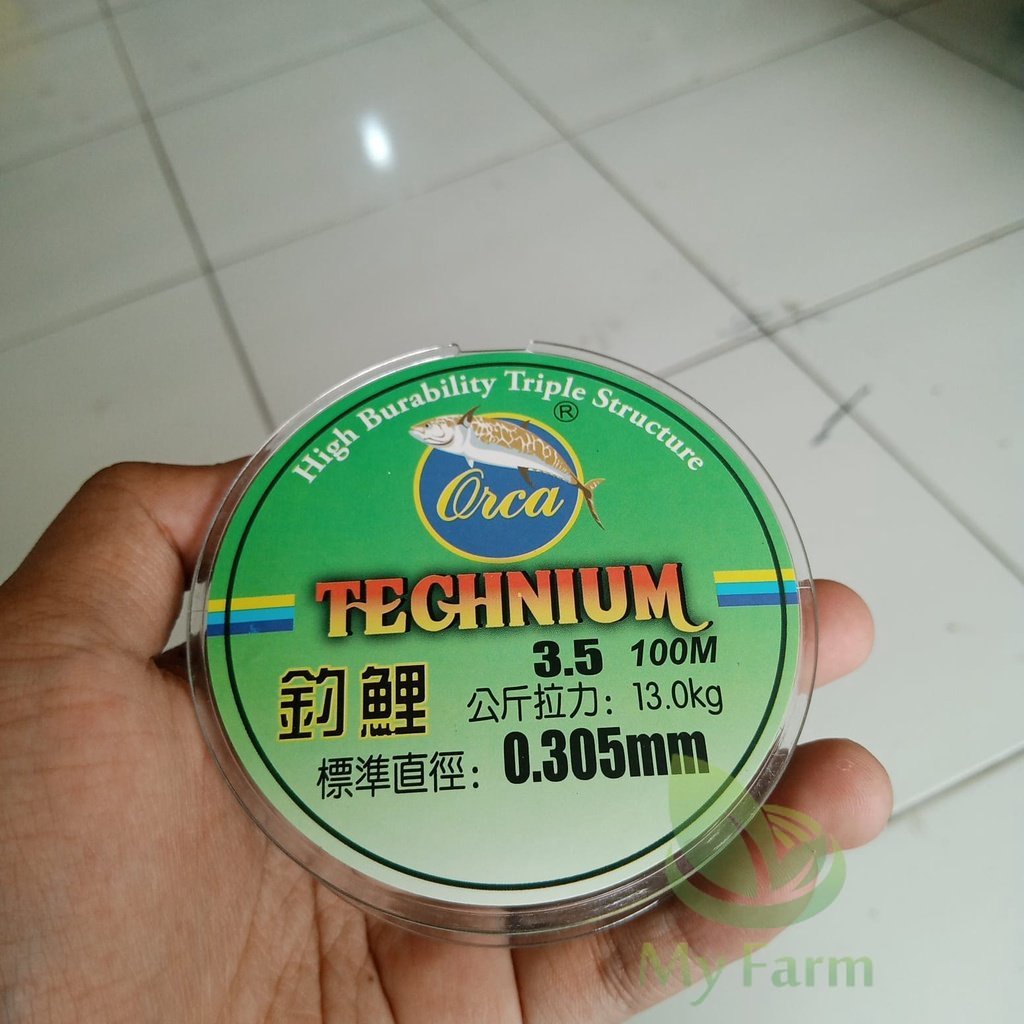 High Burability Triple Structure
®
Orca
TECHNIUM
3.5 100M
釣鯉
公斤拉力: 13.0kg
標準直徑: 0.305mm
My Farm